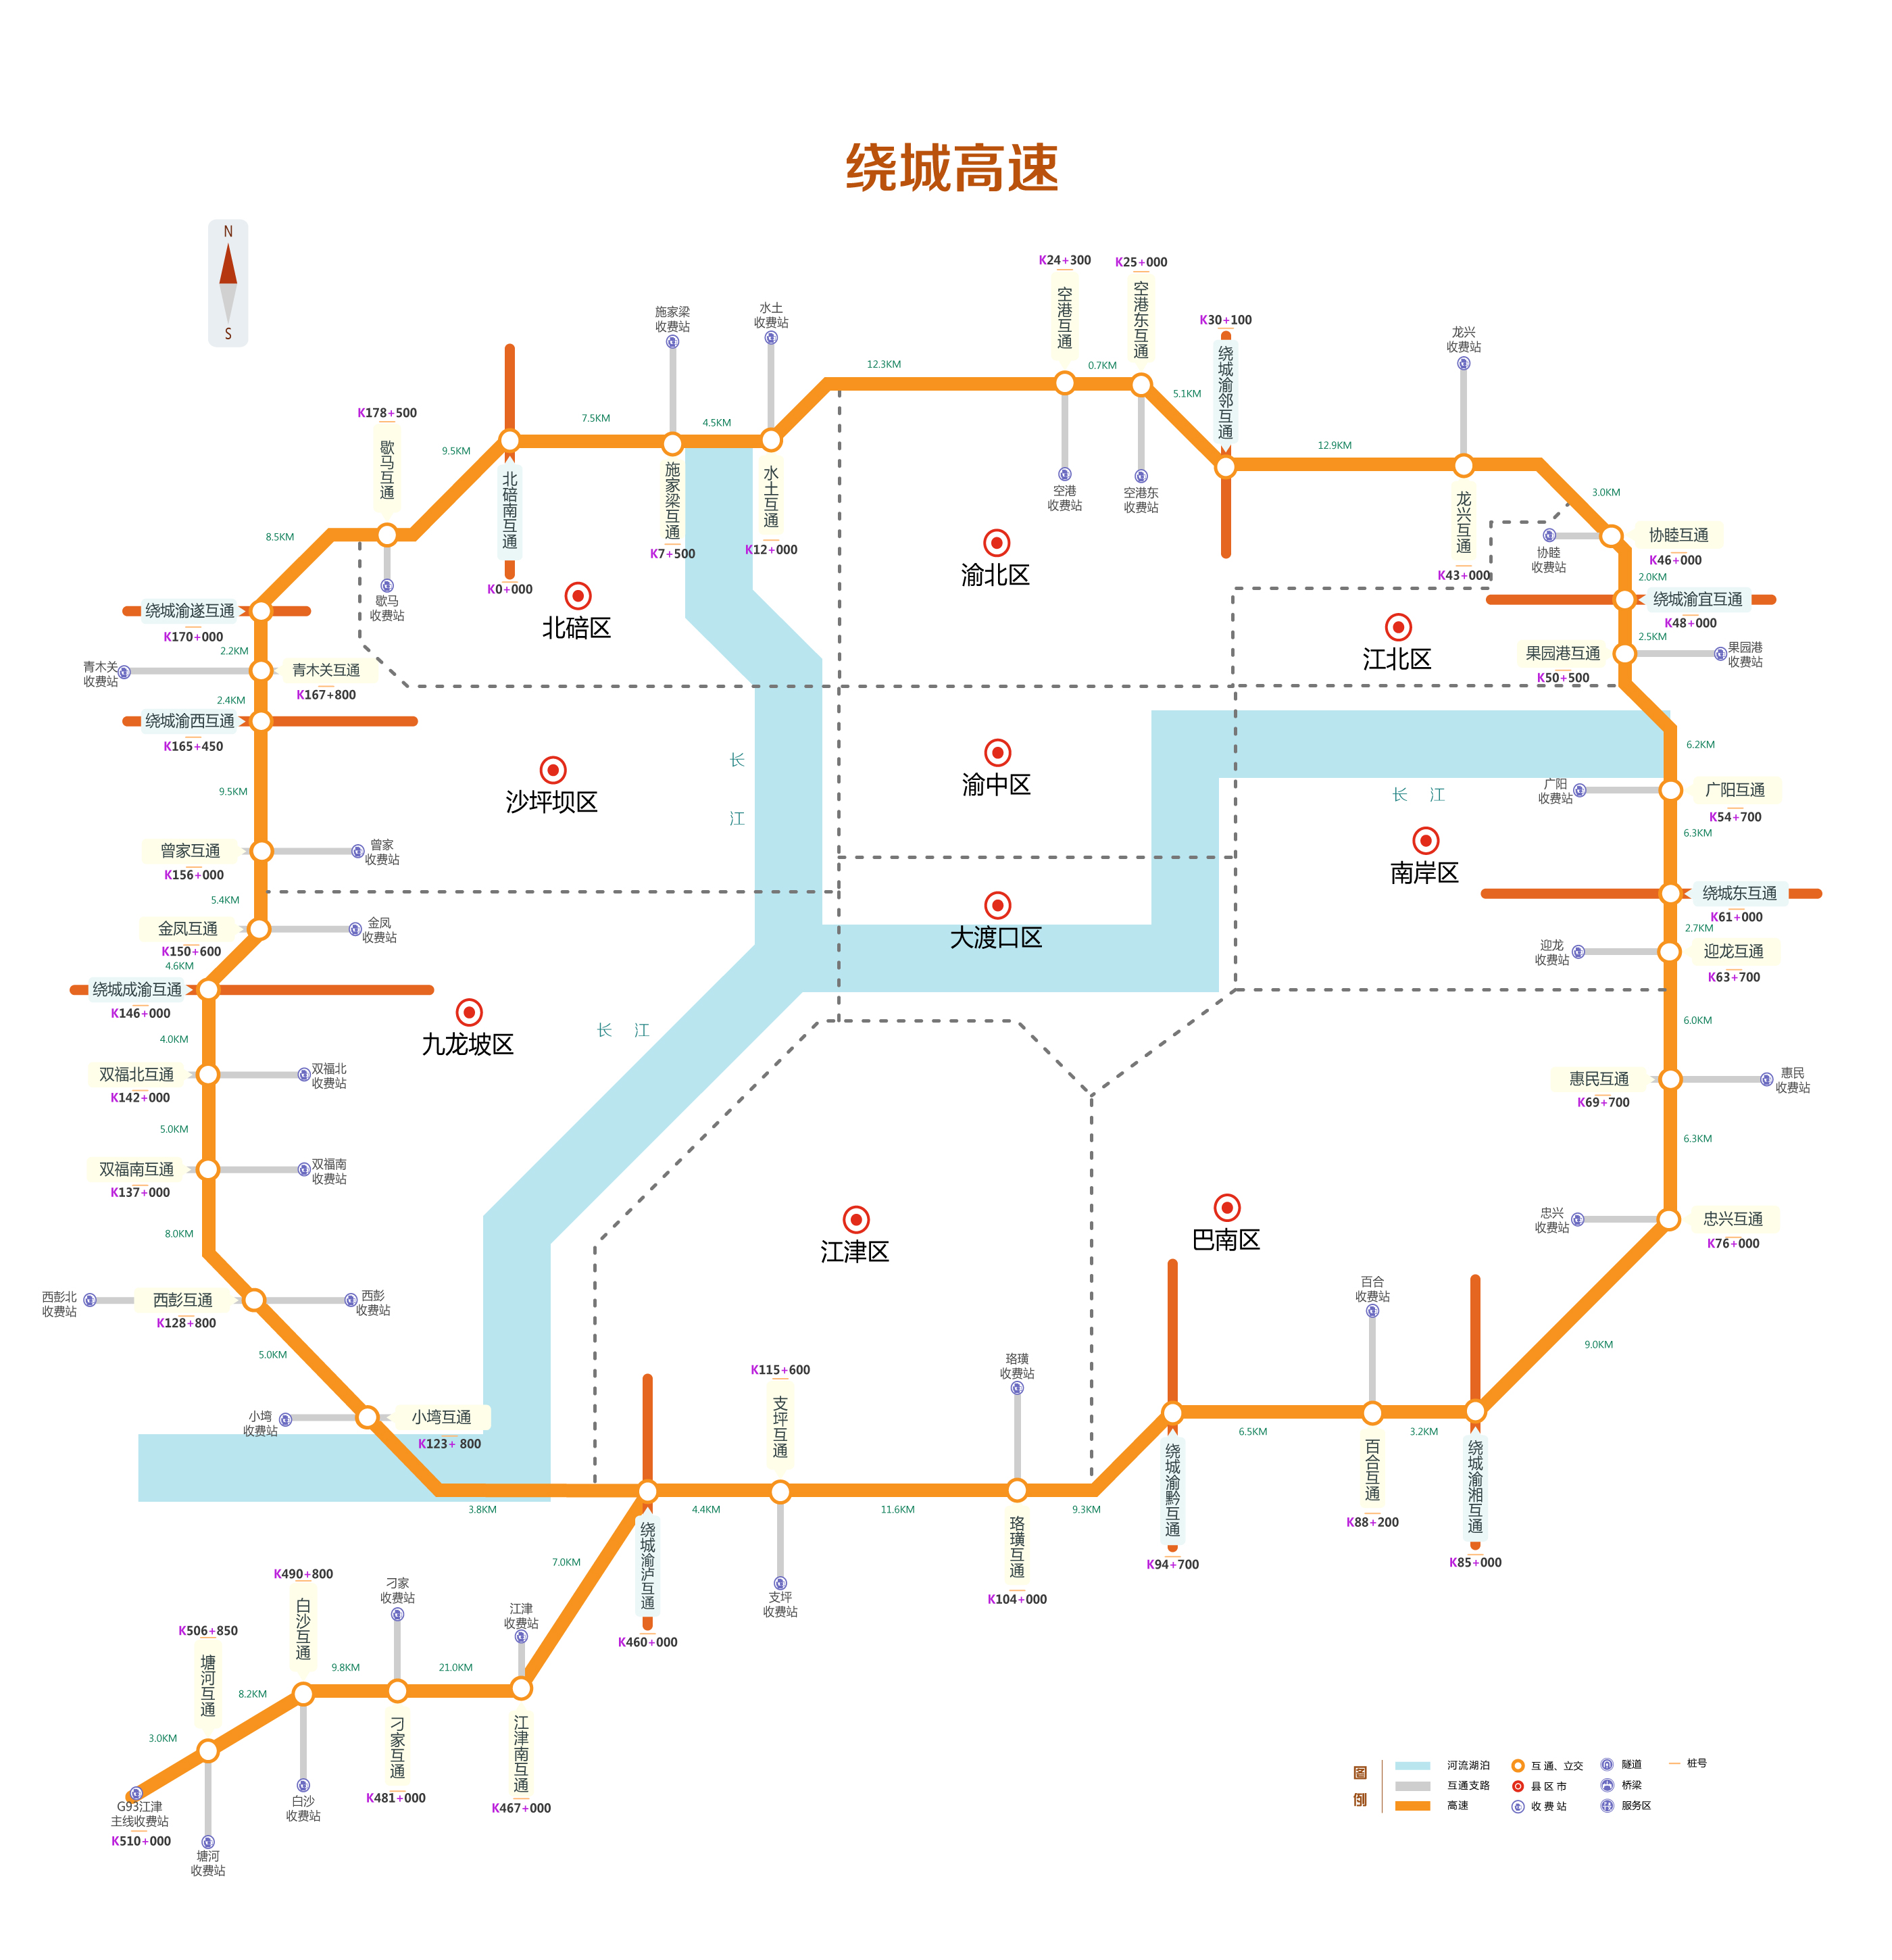 绕城高速
N
S
K24+300
空港互通
K25+000
空港东互通
K30+100
绕城渝邻互通
施家梁
收费站
水土
收费站
龙兴
收费站
12.3KM
0.7KM
5.1KM
K178+500
歇马互通
7.5KM
4.5KM
9.5KM
12.9KM
北碚南互通
K0+000
施家梁互通
K7+500
水土互通
K12+000
空港
收费站
空港东
收费站
龙兴互通
K43+000
3.0KM
协睦互通
K46+000
协睦
收费站
8.5KM
歇马
收费站
渝北区
2.0KM
绕城渝遂互通
K170+000
北碚区
绕城渝宜互通
K48+000
2.2KM
2.5KM
江北区
果园港互通
K50+500
果园港
收费站
青木关
收费站
青木关互通
K167+800
2.4KM
绕城渝西互通
K165+450
6.2KM
长
江
渝中区
沙坪坝区
9.5KM
长 江
广阳
收费站
广阳互通
K54+700
6.3KM
曾家互通
K156+000
曾家
收费站
南岸区
5.4KM
绕城东互通
K61+000
金凤互通
K150+600
金凤
收费站
大渡口区
2.7KM
迎龙
收费站
迎龙互通
K63+700
4.6KM
绕城成渝互通
K146+000
九龙坡区
长 江
6.0KM
4.0KM
双福北互通
K142+000
双福北
收费站
惠民互通
K69+700
惠民
收费站
5.0KM
6.3KM
双福南互通
K137+000
双福南
收费站
江津区
巴南区
忠兴
收费站
忠兴互通
K76+000
8.0KM
西彭北
收费站
西彭互通
K128+800
西彭
收费站
百合
收费站
5.0KM
9.0KM
K115+600
支坪互通
珞璜
收费站
小塆
收费站
小塆互通
K123+ 800
6.5KM
3.2KM
绕城渝黔互通
K94+700
百合互通
K88+200
绕城渝湘互通
K85+000
3.8KM
4.4KM
11.6KM
9.3KM
绕城渝泸互通
K460+000
支坪
收费站
珞璜互通
K104+000
7.0KM
K490+800
白沙互通
刁家
收费站
江津
收费站
K506+850
塘河互通
9.8KM
21.0KM
8.2KM
3.0KM
刁家互通
K481+000
江津南互通
K467+000
G93江津
主线收费站
K510+000
白沙
收费站
塘河
收费站
图
例
河流湖泊
互通支路
高速
互通、立交
县区市
收费站
隧道
桥梁
服务区
桩号